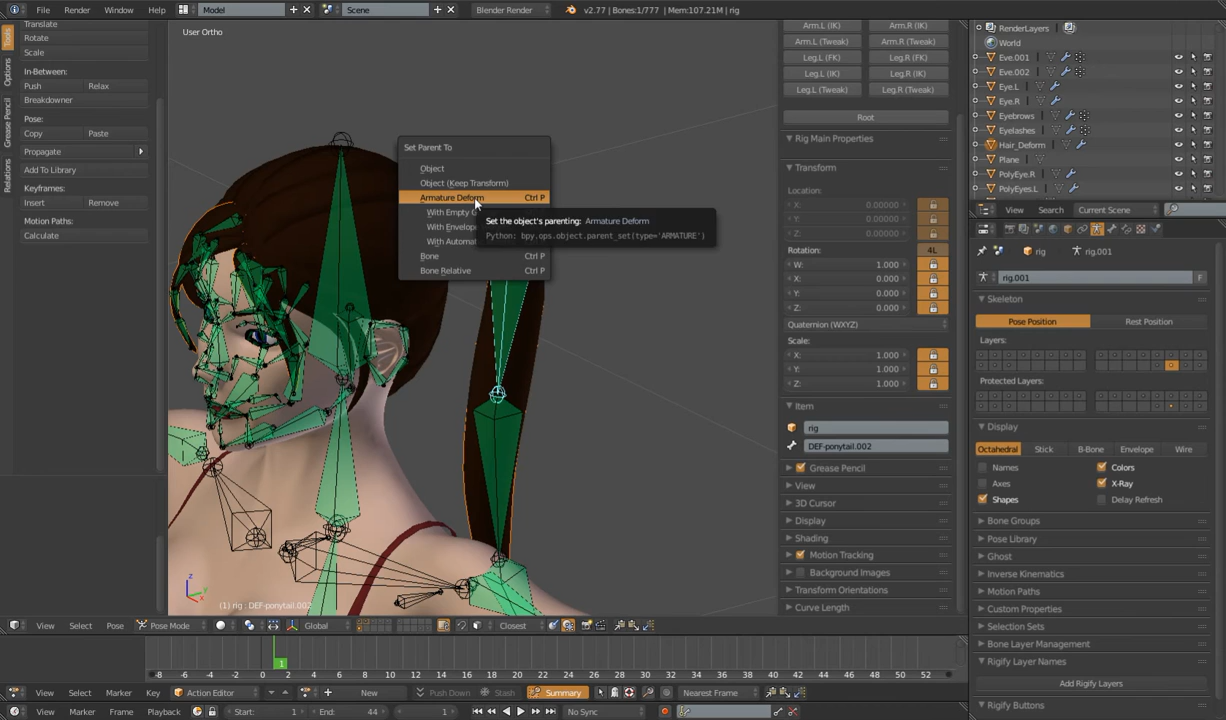 File Window Help
Model
Scene
Blender Render
v2.77 | Bones:1/777 | Mem:107.21M | rig
Tools
Options
Grease Pencil
Relations
Translate
Rotate
Scale
In-Between:
Push Relax
Breakdowner
Pose:
Copy Paste
Propagate
Add To Library
Keyframes:
Insert Remove
Motion Paths:
Calculate
User Ortho
Set Parent To
Object
Object (Keep Transform)
Armature Deform Ctrl P
With Empty G
With Envelop
With Automa
Bone Ctrl P
Bone Relative Ctrl P
Set the object's parenting: Armature Deform
Python: bpy.ops.object.parent_set(type='ARMATURE')
(1) rig : DEF-ponytail.002
Arm.L (IK) Arm.R (IK)
Arm.L (Tweak) Arm.R (Tweak)
Leg.L (FK) Leg.R (FK)
Leg.L (IK) Leg.R (IK)
Leg.L (Tweak) Leg.R (Tweak)
Root
Rig Main Properties
Transform
Location:
X: 0.00000
Y: 0.00000
Z: 0.00000
Rotation: 4L
W: 1.000
X: 0.000
Y: 0.000
Z: 0.000
Quaternion (WXYZ)
Scale:
X: 1.000
Y: 1.000
Z: 1.000
Item
rig
DEF-ponytail.002
Grease Pencil
View
3D Cursor
Display
Shading
Motion Tracking
Background Images
Transform Orientations
Curve Length
RenderLayers
World
Eve.001
Eve.002
Eye.L
Eye.R
Eyebrows
Eyelashes
Hair_Deform
Plane
PolyEye.R
PolyEyes.L
View Search Current Scene
rig rig.001
rig.001 F
Skeleton
Pose Position Rest Position
Layers:
Protected Layers:
Display
Octahedral Stick B-Bone Envelope Wire
Names Colors
Axes X-Ray
Shapes Delay Refresh
Bone Groups
Pose Library
Ghost
Inverse Kinematics
Motion Paths
Custom Properties
Selection Sets
Bone Layer Management
Rigify Layer Names
Add Rigify Layers
Rigify Buttons
View Select Pose Pose Mode Global Closest
-8 -6 -4 -2 0 2 4 6 8 10 12 14 16 18 20 22 24 26 28 30 32 34 36 38 40 42 44 46 48 50 52
1
View Select Marker Key Action Editor New Push Down Stash Summary Nearest Frame
View Marker Frame Playback Start: 1 End: 44 1 No Sync